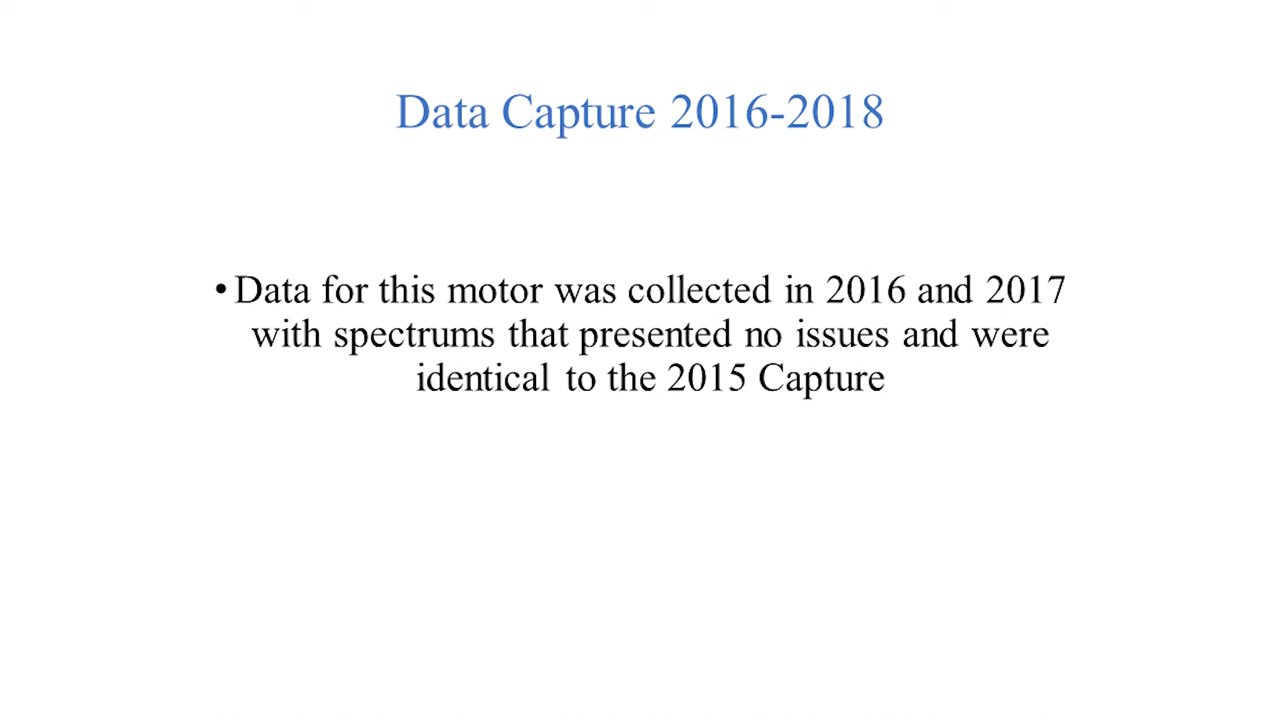 Data Capture 2016-2018
• Data for this motor was collected in 2016 and 2017
with spectrums that presented no issues and were
identical to the 2015 Capture